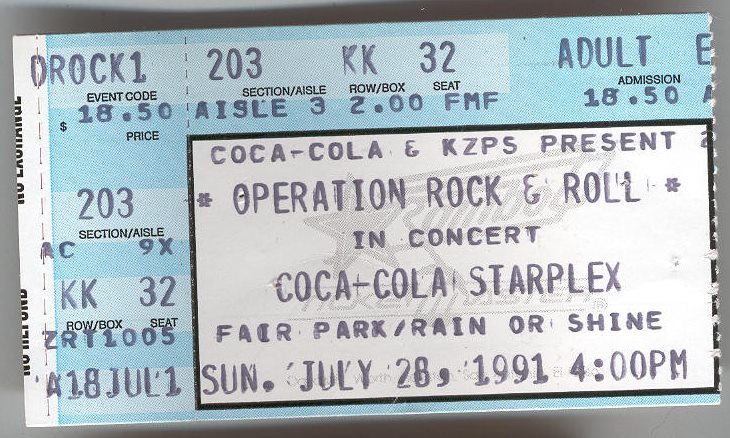 OROCK1 203 KK 32 ADULT
EVENT CODE SECTION/AISLE ROW/BOX SEAT ADMISSION
$ 18.50 AISLE 3 2.00 FMF 18.50
PRICE
COCA-COLA & KZPS PRESENT
203 * OPERATION ROCK & ROLL *
SECTION/AISLE
AC 9X IN CONCERT
KK 32 COCA-COLA STARPLEX
ROW/BOX SEAT
ZRT1005 FAIR PARK/RAIN OR SHINE
A18JUL1 SUN. JULY 28, 1991 4:00PM
NO EXCHANGE
NO REFUND